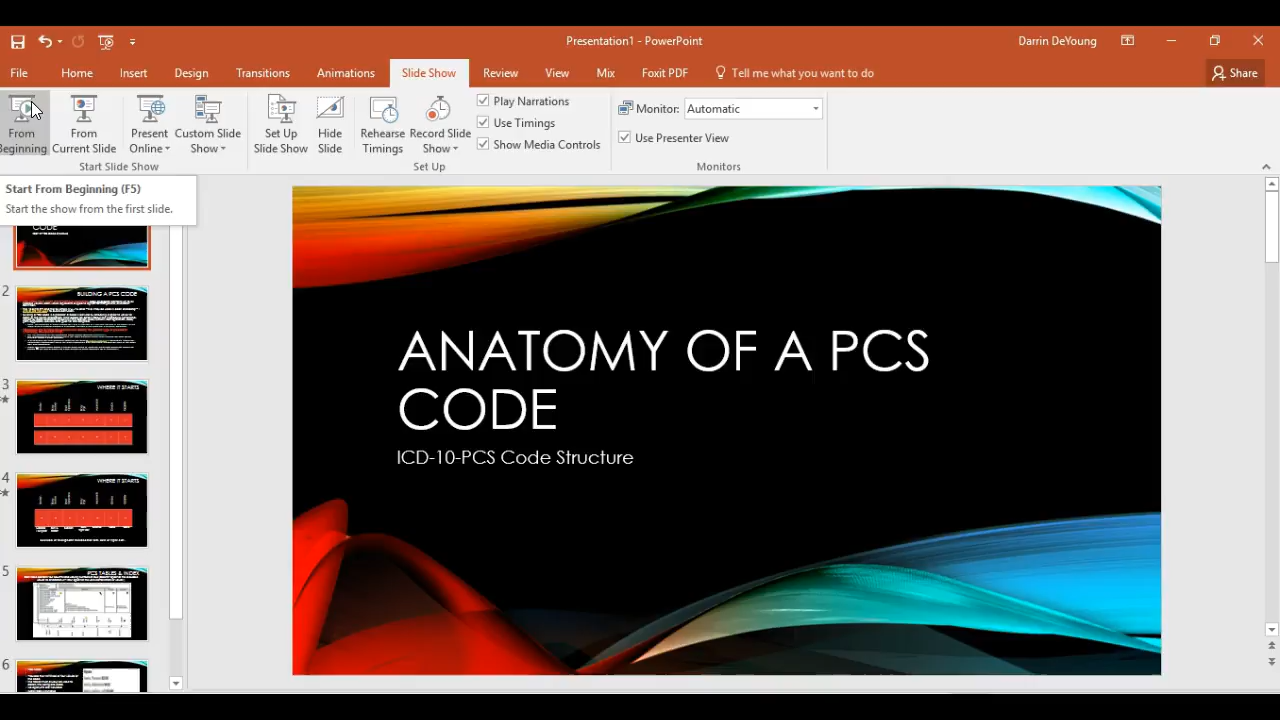 Presentation1 - PowerPoint
Darrin DeYoung
File Home Insert Design Transitions Animations Slide Show Review View Mix Foxit PDF Tell me what you want to do Share
From Beginning
From Current Slide
Present Online
Custom Slide Show
Set Up Slide Show
Hide Slide
Rehearse Timings
Record Slide Show
Play Narrations
Use Timings
Show Media Controls
Monitor: Automatic
Use Presenter View
Start Slide Show
Set Up
Monitors
Start From Beginning (F5)
Start the show from the first slide.
CODE
2
BUILDING A PCS CODE
3
WHERE IT STARTS
4
WHERE IT STARTS
5
PCS TABLES & INDEX
6
ANATOMY OF A PCS
CODE
ICD-10-PCS Code Structure